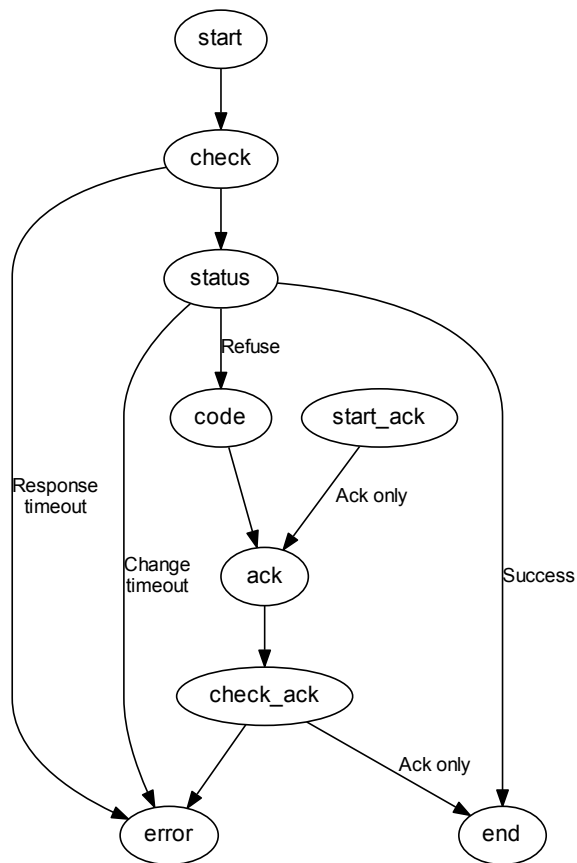 start
check
status
Refuse
code
start_ack
Response
timeout
Ack only
Change
timeout
ack
Success
check_ack
Ack only
error
end